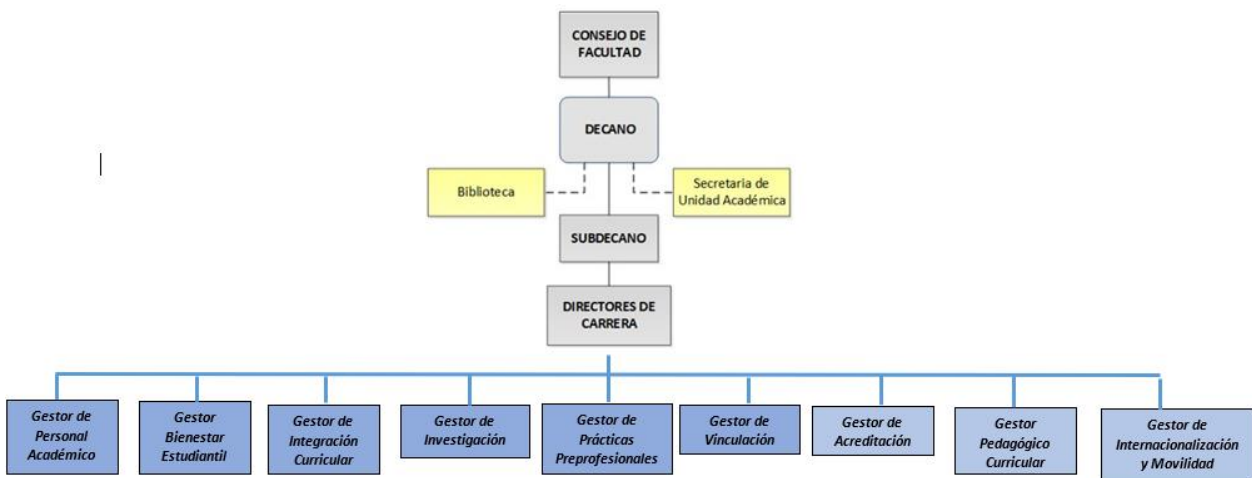 CONSEJO DE
FACULTAD
DECANO
Biblioteca
Secretaria de
Unidad Académica
SUBDECANO
DIRECTORES DE
CARRERA
Gestor de
Personal
Académico
Gestor
Bienestar
Estudiantil
Gestor de
Integración
Curricular
Gestor de
Investigación
Gestor de
Prácticas
Preprofesionales
Gestor de
Vinculación
Gestor de
Acreditación
Gestor
Pedagógico
Curricular
Gestor de
Internacionalización
y Movilidad